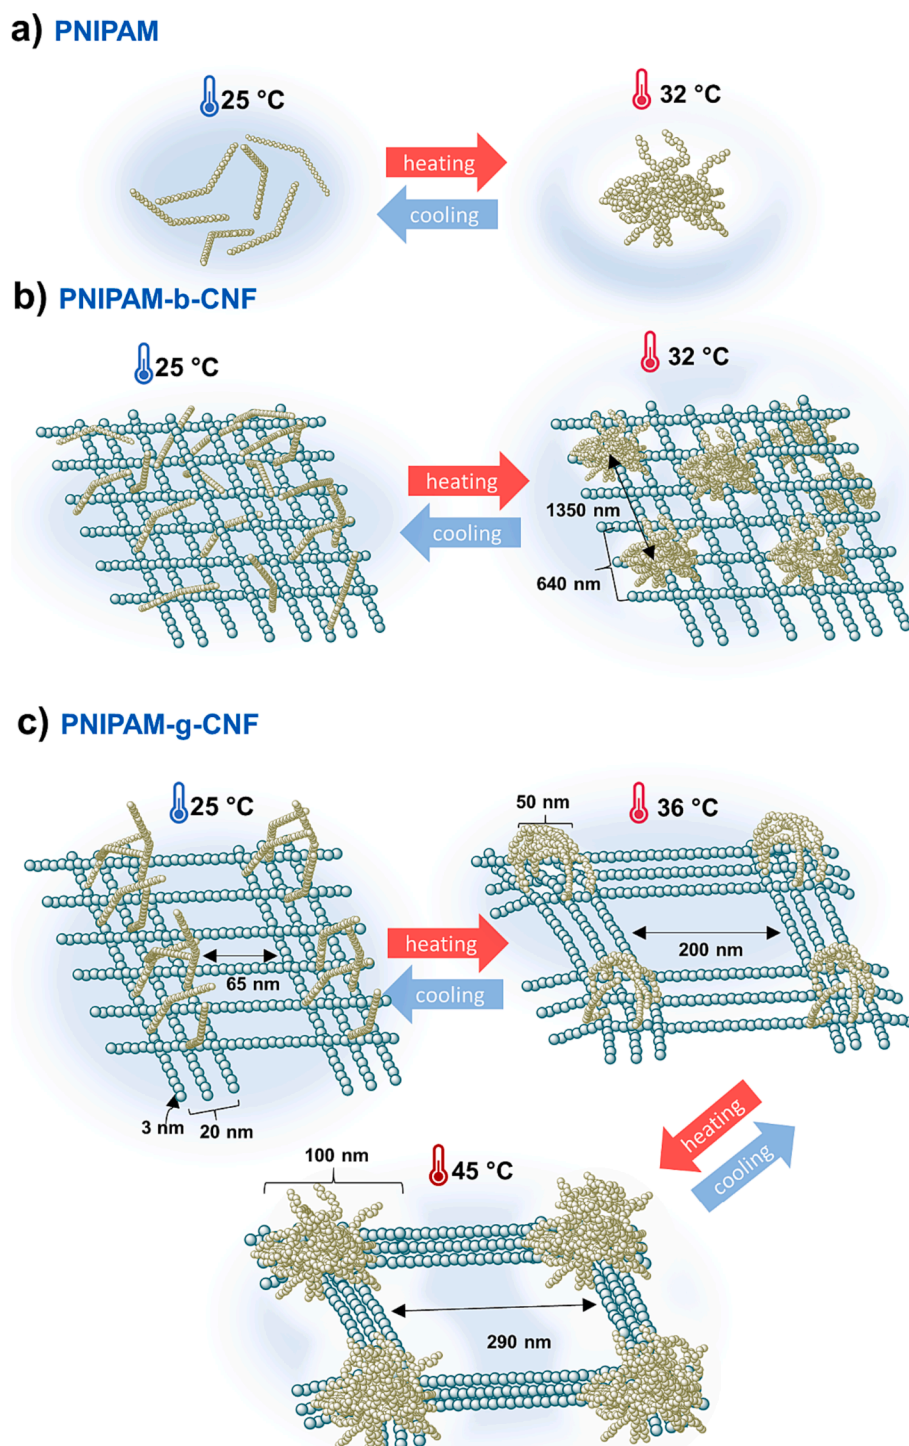 a) PNIPAM
25 °C
32 °C
heating
cooling
b) PNIPAM-b-CNF
25 °C
32 °C
heating
cooling
1350 nm
640 nm
c) PNIPAM-g-CNF
25 °C
50 nm
36 °C
heating
cooling
65 nm
200 nm
3 nm
20 nm
heating
cooling
100 nm
45 °C
290 nm